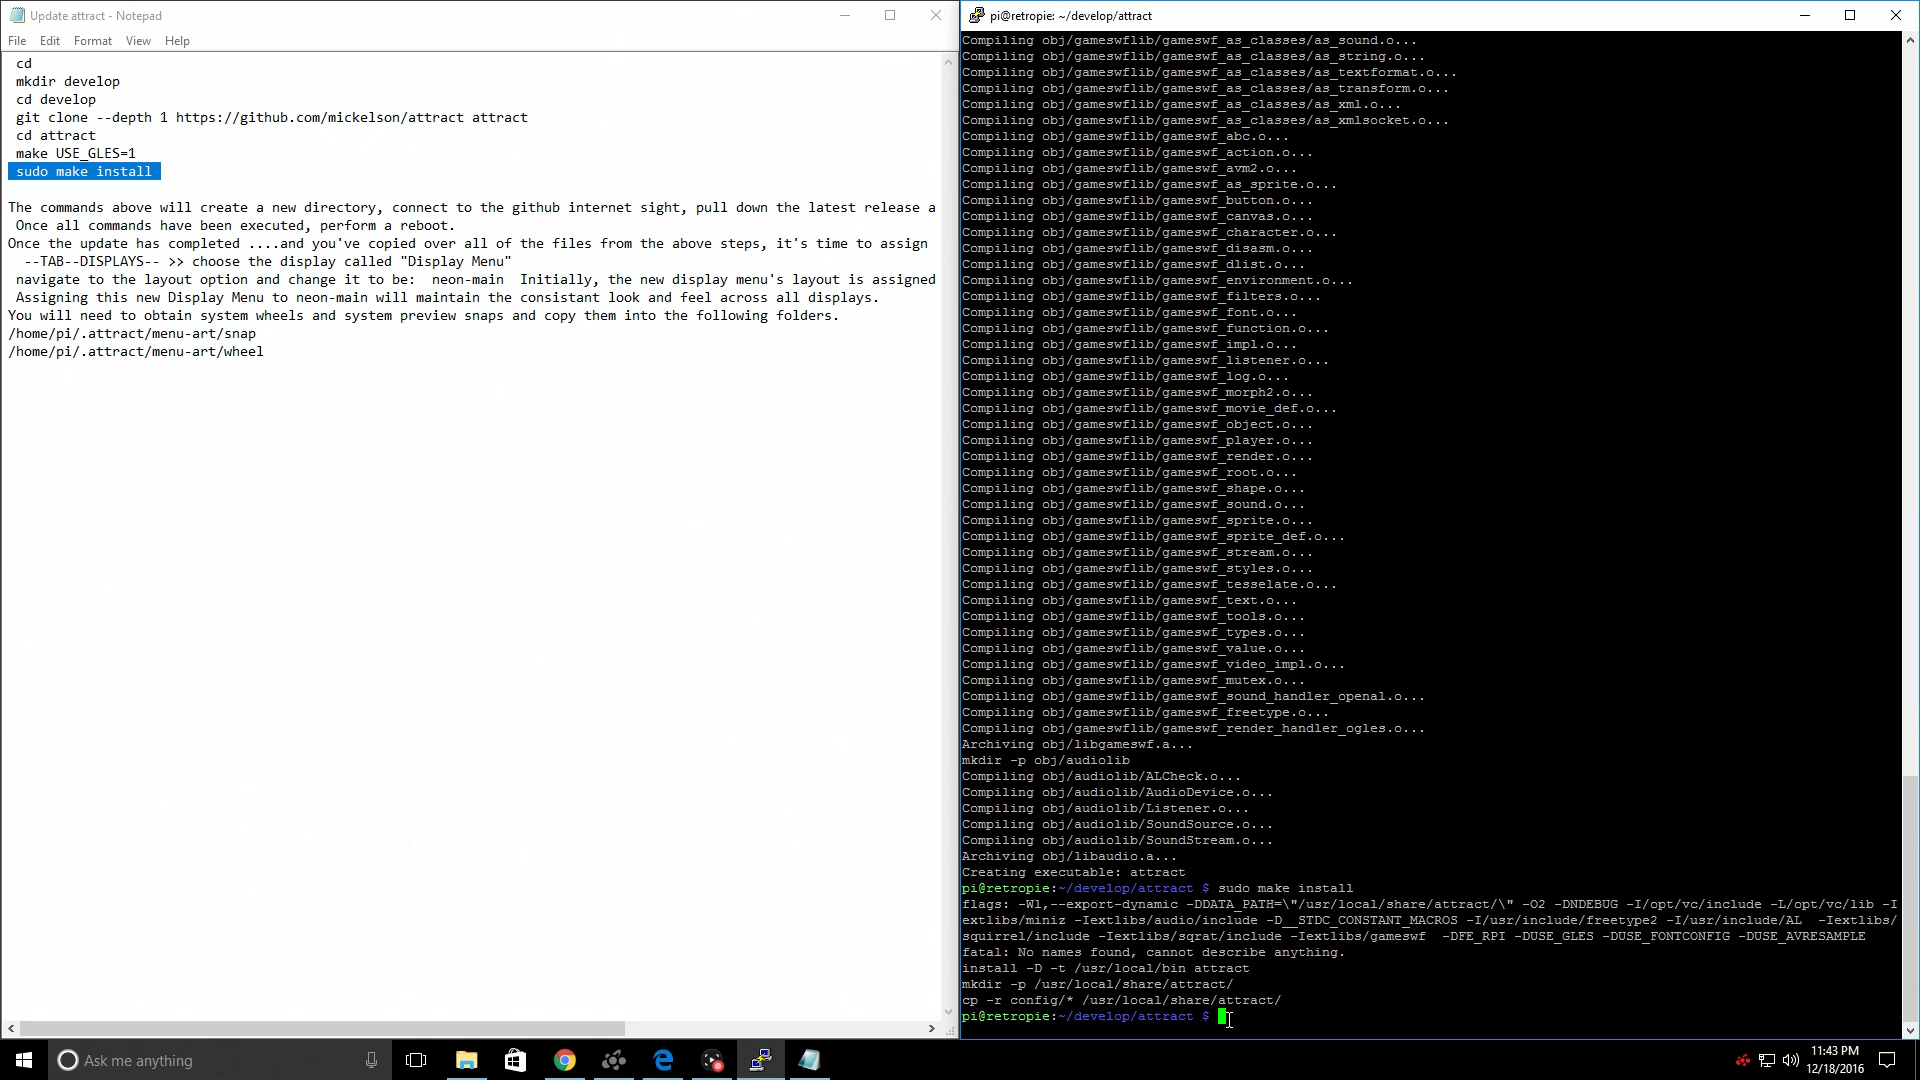 Update attract - Notepad
File Edit Format View Help
cd
mkdir develop
cd develop
git clone --depth 1 https://github.com/mickelson/attract attract
cd attract
make USE_GLES=1
sudo make install
The commands above will create a new directory, connect to the github internet sight, pull down the latest release a
Once all commands have been executed, perform a reboot.
Once the update has completed ....and you've copied over all of the files from the above steps, it's time to assign
--TAB--DISPLAYS-- >> choose the display called "Display Menu"
navigate to the layout option and change it to be:  neon-main  Initially, the new display menu's layout is assigned
Assigning this new Display Menu to neon-main will maintain the consistant look and feel across all displays.
You will need to obtain system wheels and system preview snaps and copy them into the following folders.
/home/pi/.attract/menu-art/snap
/home/pi/.attract/menu-art/wheel
pi@retropie: ~/develop/attract
Compiling obj/gameswflib/gameswf_as_classes/as_sound.o...
Compiling obj/gameswflib/gameswf_as_classes/as_string.o...
Compiling obj/gameswflib/gameswf_as_classes/as_textformat.o...
Compiling obj/gameswflib/gameswf_as_classes/as_transform.o...
Compiling obj/gameswflib/gameswf_as_classes/as_xml.o...
Compiling obj/gameswflib/gameswf_as_classes/as_xmlsocket.o...
Compiling obj/gameswflib/gameswf_abc.o...
Compiling obj/gameswflib/gameswf_action.o...
Compiling obj/gameswflib/gameswf_avm2.o...
Compiling obj/gameswflib/gameswf_as_sprite.o...
Compiling obj/gameswflib/gameswf_button.o...
Compiling obj/gameswflib/gameswf_canvas.o...
Compiling obj/gameswflib/gameswf_character.o...
Compiling obj/gameswflib/gameswf_disasm.o...
Compiling obj/gameswflib/gameswf_dlist.o...
Compiling obj/gameswflib/gameswf_environment.o...
Compiling obj/gameswflib/gameswf_filters.o...
Compiling obj/gameswflib/gameswf_font.o...
Compiling obj/gameswflib/gameswf_function.o...
Compiling obj/gameswflib/gameswf_impl.o...
Compiling obj/gameswflib/gameswf_listener.o...
Compiling obj/gameswflib/gameswf_log.o...
Compiling obj/gameswflib/gameswf_morph2.o...
Compiling obj/gameswflib/gameswf_movie_def.o...
Compiling obj/gameswflib/gameswf_object.o...
Compiling obj/gameswflib/gameswf_player.o...
Compiling obj/gameswflib/gameswf_render.o...
Compiling obj/gameswflib/gameswf_root.o...
Compiling obj/gameswflib/gameswf_shape.o...
Compiling obj/gameswflib/gameswf_sound.o...
Compiling obj/gameswflib/gameswf_sprite.o...
Compiling obj/gameswflib/gameswf_sprite_def.o...
Compiling obj/gameswflib/gameswf_stream.o...
Compiling obj/gameswflib/gameswf_styles.o...
Compiling obj/gameswflib/gameswf_tesselate.o...
Compiling obj/gameswflib/gameswf_text.o...
Compiling obj/gameswflib/gameswf_tools.o...
Compiling obj/gameswflib/gameswf_types.o...
Compiling obj/gameswflib/gameswf_value.o...
Compiling obj/gameswflib/gameswf_video_impl.o...
Compiling obj/gameswflib/gameswf_mutex.o...
Compiling obj/gameswflib/gameswf_sound_handler_openal.o...
Compiling obj/gameswflib/gameswf_freetype.o...
Compiling obj/gameswflib/gameswf_render_handler_ogles.o...
Archiving obj/libgameswf.a...
mkdir -p obj/audiolib
Compiling obj/audiolib/ALCheck.o...
Compiling obj/audiolib/AudioDevice.o...
Compiling obj/audiolib/Listener.o...
Compiling obj/audiolib/SoundSource.o...
Compiling obj/audiolib/SoundStream.o...
Archiving obj/libaudio.a...
Creating executable: attract
pi@retropie:~/develop/attract $ sudo make install
flags: -Wl,--export-dynamic -DDATA_PATH=\"/usr/local/share/attract/\" -O2 -DNDEBUG -I/opt/vc/include -L/opt/vc/lib -I
extlibs/miniz -Iextlibs/audio/include -D__STDC_CONSTANT_MACROS -I/usr/include/freetype2 -I/usr/include/AL  -Iextlibs/
squirrel/include -Iextlibs/sqrat/include -Iextlibs/gameswf  -DFE_RPI -DUSE_GLES -DUSE_FONTCONFIG -DUSE_AVRESAMPLE
fatal: No names found, cannot describe anything.
install -D -t /usr/local/bin attract
mkdir -p /usr/local/share/attract/
cp -r config/* /usr/local/share/attract/
pi@retropie:~/develop/attract $
Ask me anything
11:43 PM
12/18/2016